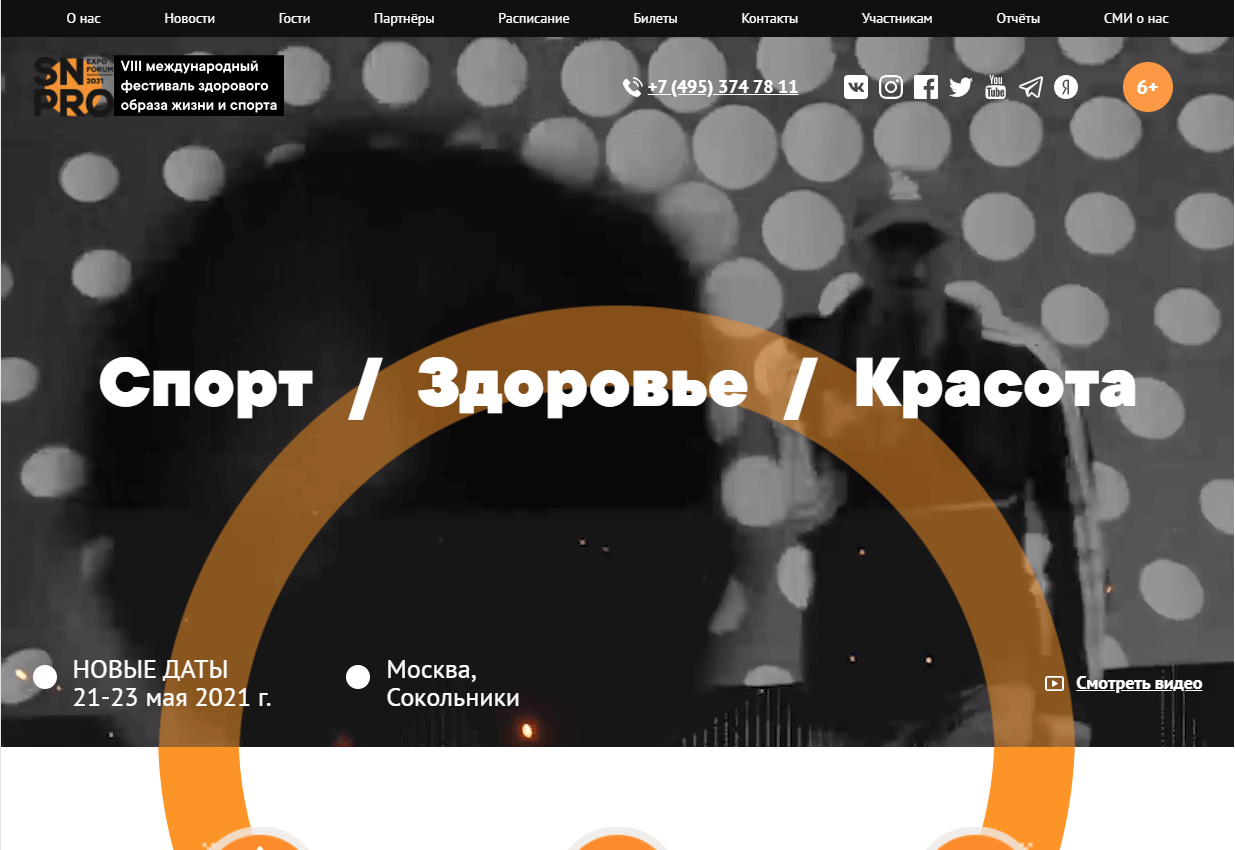 О нас Новости Гости Партнёры Расписание Билеты Контакты Участникам Отчёты СМИ о нас
SN PRO
EXPO
FORUM
2021
VIII международный
фестиваль здорового
образа жизни и спорта
+7 (495) 374 78 11
You
Tube
Я
6+
Спорт / Здоровье / Красота
НОВЫЕ ДАТЫ
21-23 мая 2021 г.
Москва,
Сокольники
Смотреть видео